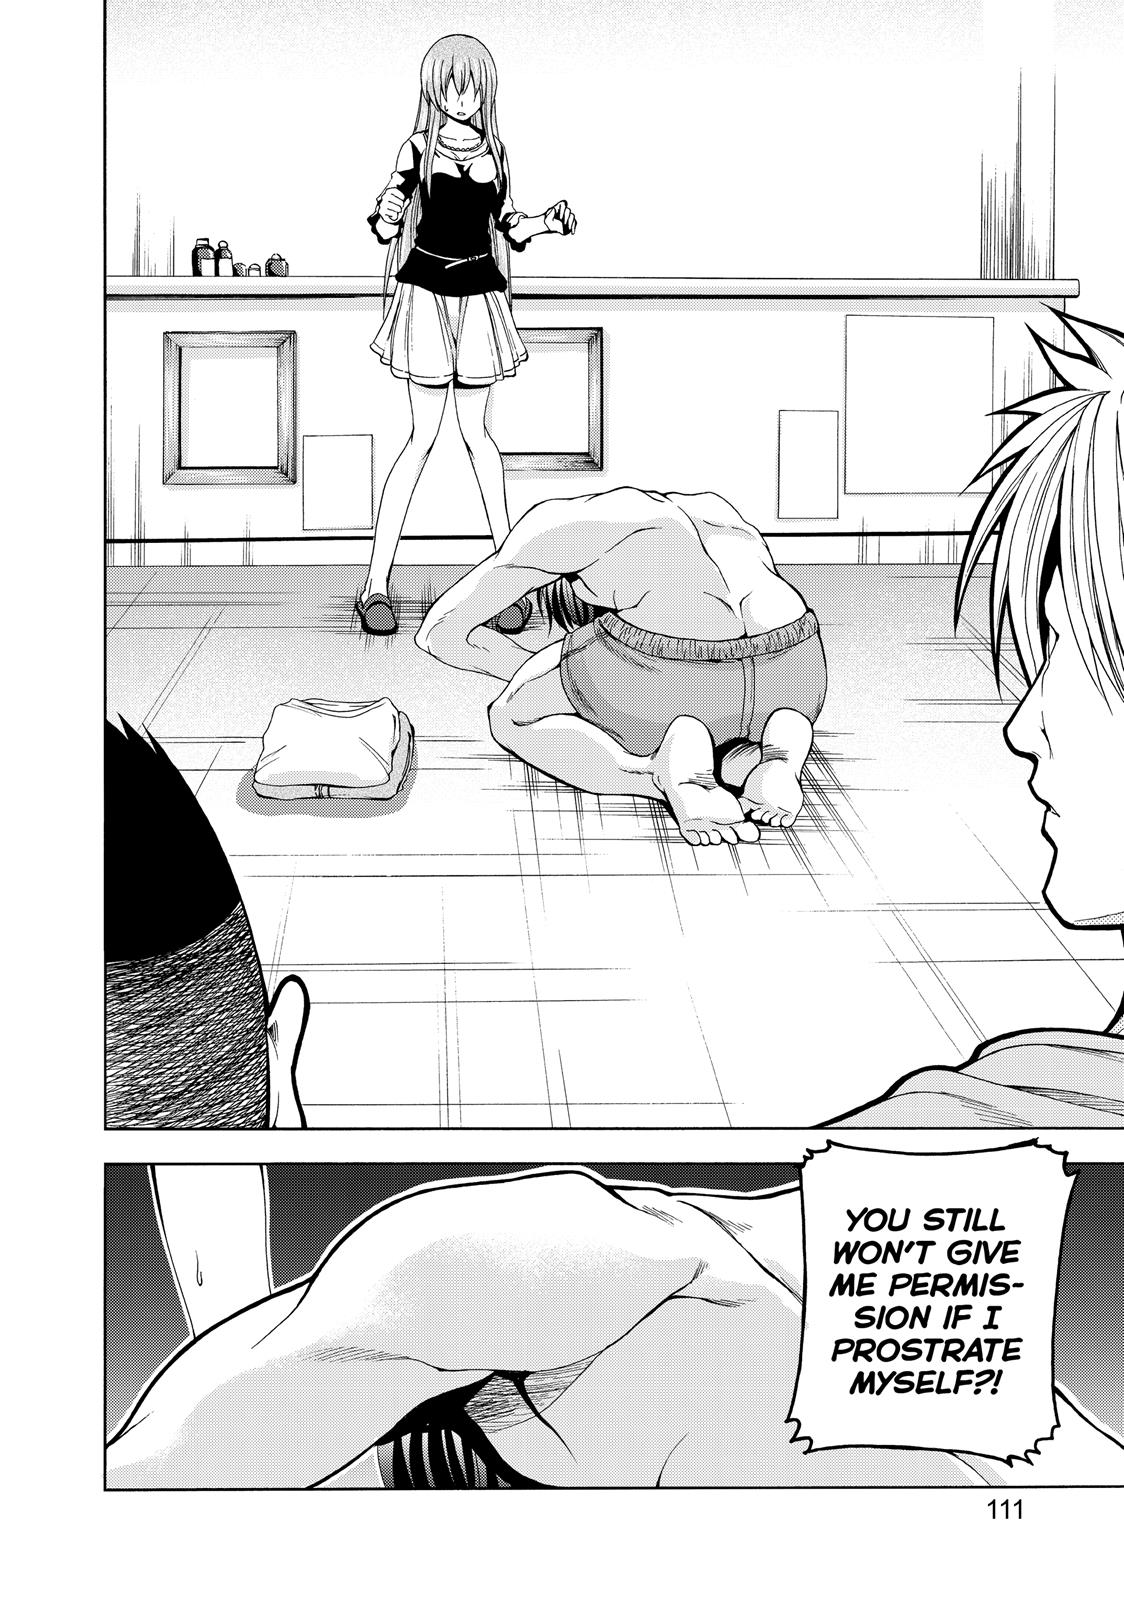 YOU STILL
WON'T GIVE
ME PERMIS-
SION IF I
PROSTRATE
MYSELF?!
111